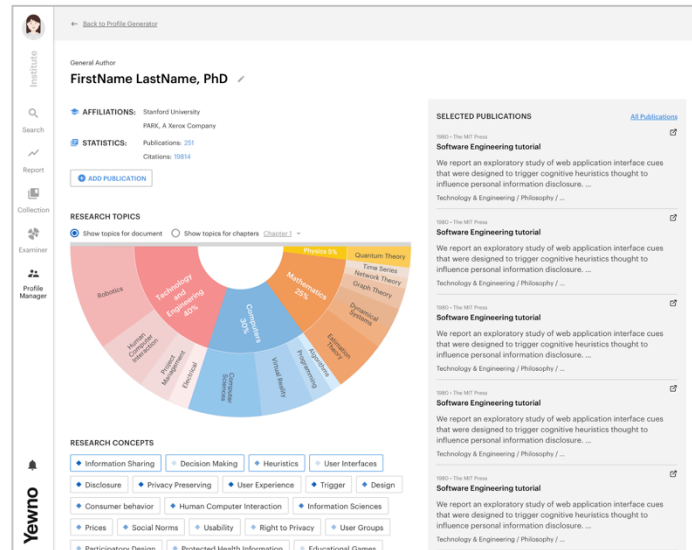 Institute
Search
Report
Collection
Examiner
Profile
Manager
Yewno
← Back to Profile Generator
General Author
FirstName LastName, PhD
AFFILIATIONS: Stanford University
PARK, A Xerox Company
STATISTICS: Publications: 251
Citations: 19814
ADD PUBLICATION
RESEARCH TOPICS
Show topics for document Show topics for chapters Chapter 1
Robotics
Human
Computer
Interaction
Project
Management
Electrical
Technology
and
Engineering
40%
Computers
30%
Computer
Sciences
Virtual Reality
Programming
Algorithms
Mathematics
25%
Physics 5%
Quantum Theory
Time Series
Network Theory
Graph Theory
Dynamical
Systems
Estimation
Theory
RESEARCH CONCEPTS
Information Sharing Decision Making Heuristics User Interfaces
Disclosure Privacy Preserving User Experience Trigger Design
Consumer behavior Human Computer Interaction Information Sciences
Prices Social Norms Usability Right to Privacy User Groups
Participatory Design Protected Health Information Educational Games
SELECTED PUBLICATIONS All Publications
1980 • The MIT Press
Software Engineering tutorial
We report an exploratory study of web application interface cues
that were designed to trigger cognitive heuristics thought to
influence personal information disclosure. ...
Technology & Engineering / Philosophy / ...
1980 • The MIT Press
Software Engineering tutorial
We report an exploratory study of web application interface cues
that were designed to trigger cognitive heuristics thought to
influence personal information disclosure. ...
Technology & Engineering / Philosophy / ...
1980 • The MIT Press
Software Engineering tutorial
We report an exploratory study of web application interface cues
that were designed to trigger cognitive heuristics thought to
influence personal information disclosure. ...
Technology & Engineering / Philosophy / ...
1980 • The MIT Press
Software Engineering tutorial
We report an exploratory study of web application interface cues
that were designed to trigger cognitive heuristics thought to
influence personal information disclosure. ...
Technology & Engineering / Philosophy / ...
1980 • The MIT Press
Software Engineering tutorial
We report an exploratory study of web application interface cues
that were designed to trigger cognitive heuristics thought to
influence personal information disclosure. ...
Technology & Engineering / Philosophy / ...